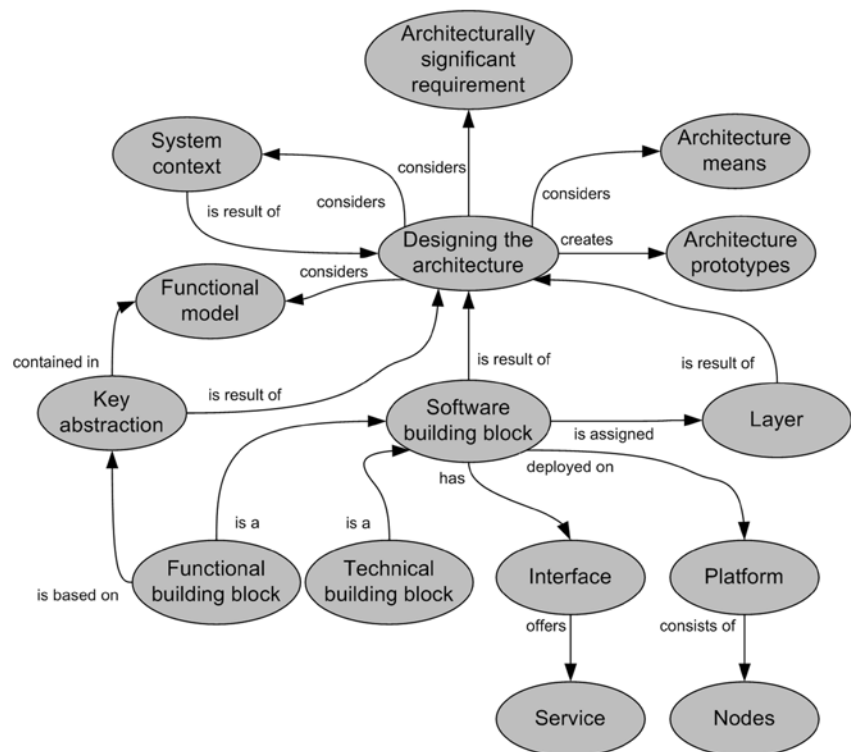 Architecturally
significant
requirement
System
context
Architecture
means
considers
considers
considers
is result of
Designing the
architecture
creates
Architecture
prototypes
considers
Functional
model
contained in
is result of
is result of
is result of
Key
abstraction
Software
building block
is assigned
Layer
has
deployed on
is a
is a
is based on
Functional
building block
Technical
building block
Interface
Platform
offers
consists of
Service
Nodes